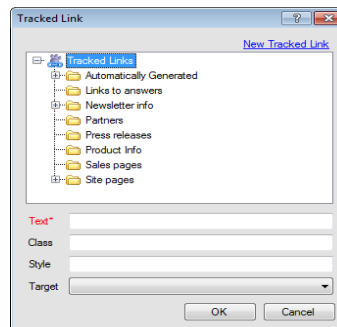 Tracked Link
New Tracked Link
Tracked Links
Automatically Generated
Links to answers
Newsletter info
Partners
Press releases
Product Info
Sales pages
Site pages
Text*
Class
Style
Target
OK Cancel